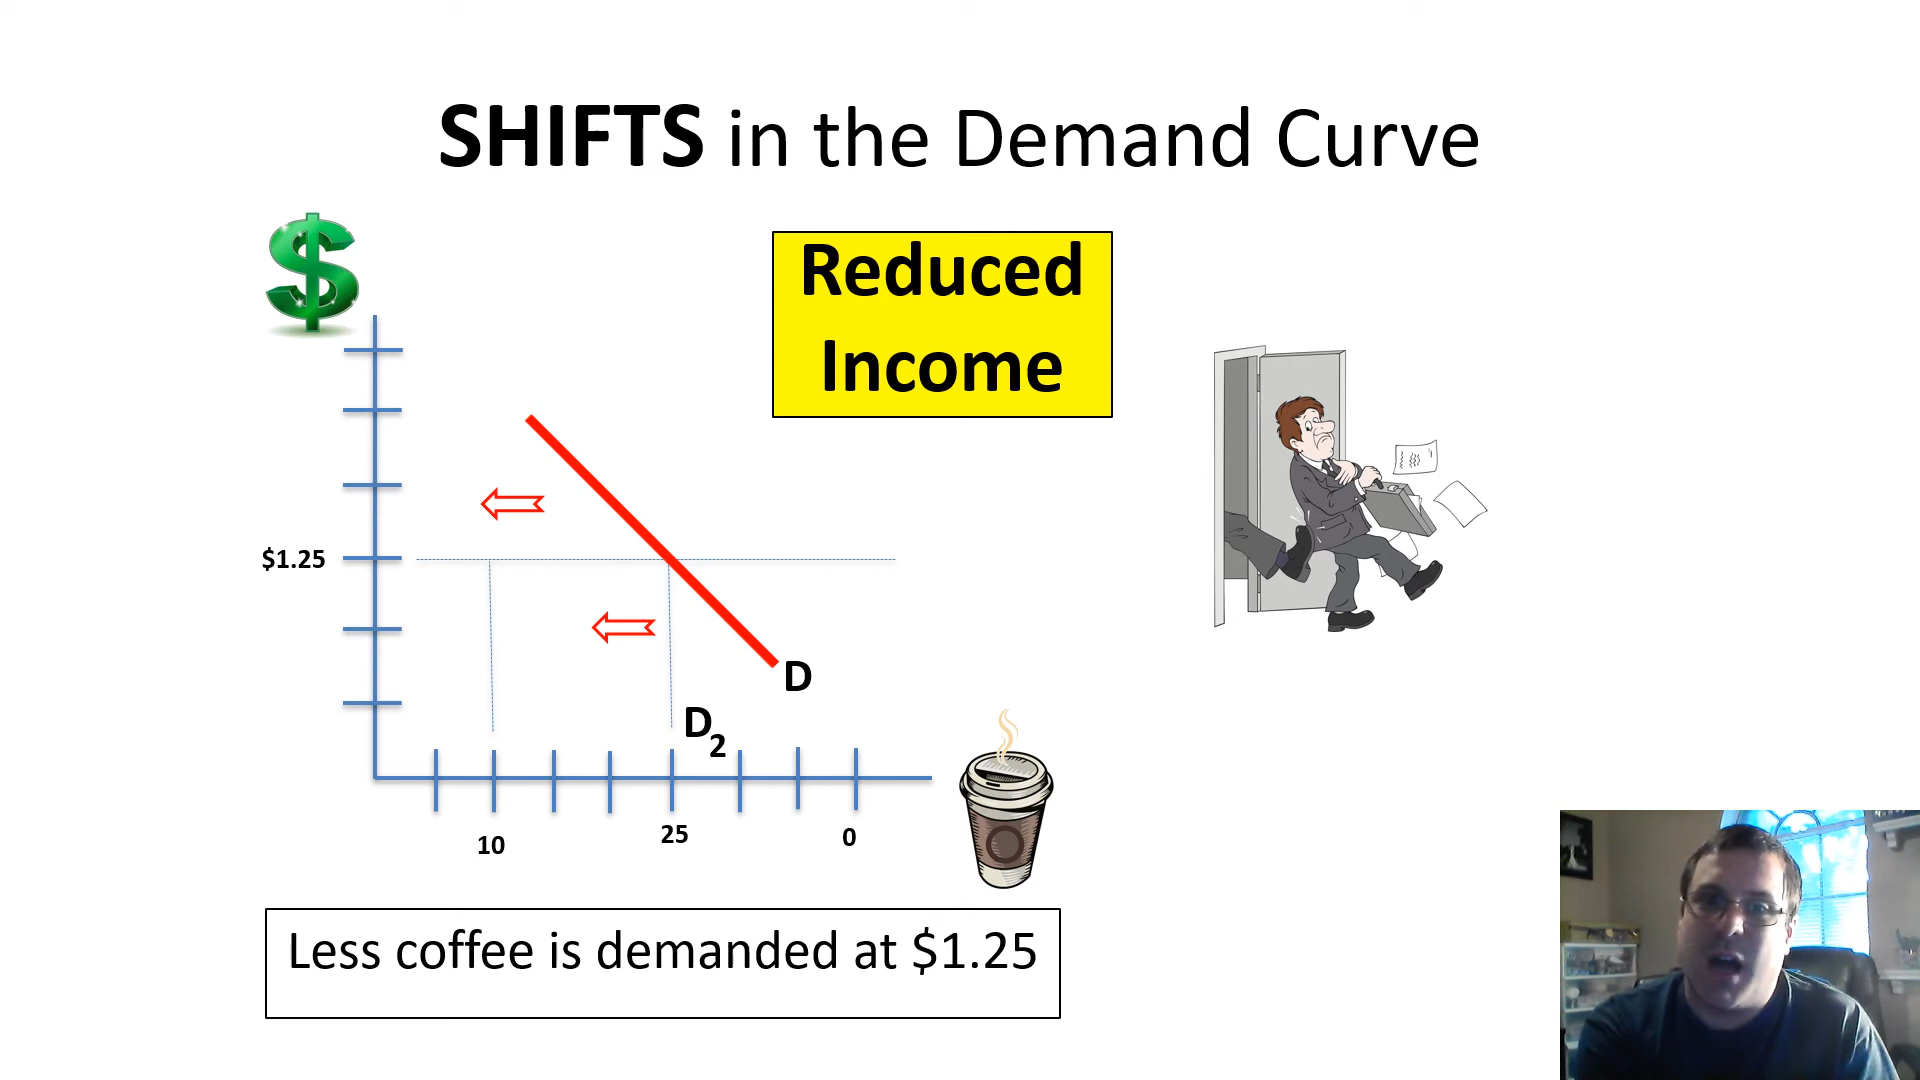 SHIFTS in the Demand Curve
$
Reduced
Income
$1.25
D
D2
10
25
0
Less coffee is demanded at $1.25